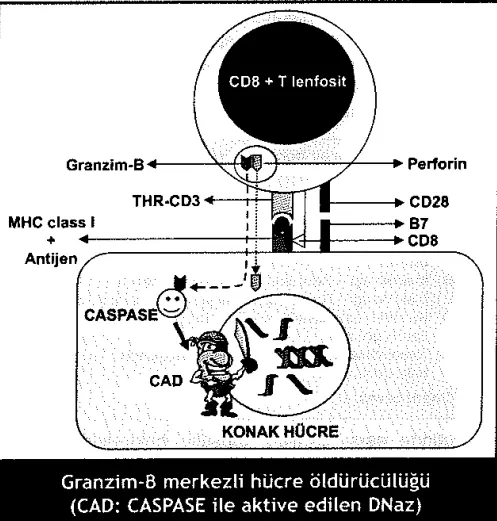 CD8 + T lenfosit
Granzim-B
Perforin
THR-CD3
CD28
MHC class I
+
Antijen
B7
CD8
CASPASE
CAD
KONAK HÜCRE
Granzim-B merkezli hücre öldürücülüğü
(CAD: CASPASE ile aktive edilen DNaz)